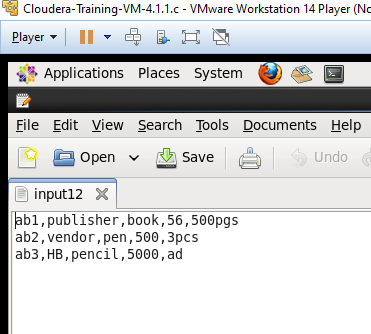 Cloudera-Training-VM-4.1.1.c - VMware Workstation 14 Player (No
Player
Applications Places System
File Edit View Search Tools Documents Help
Open Save Undo
input12
ab1,publisher,book,56,500pgs
ab2,vendor,pen,500,3pcs
ab3,HB,pencil,5000,ad